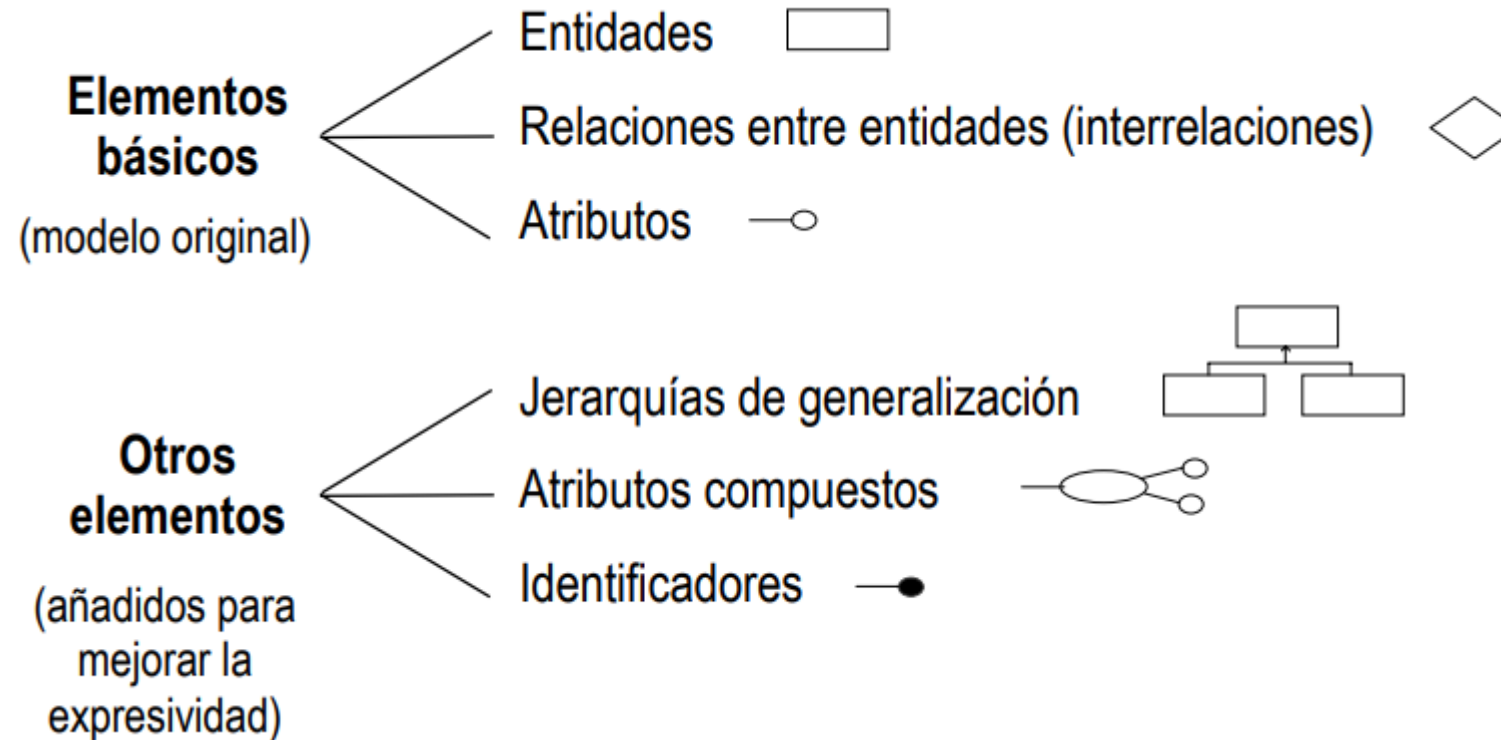 Elementos
básicos
(modelo original)
Entidades
Relaciones entre entidades (interrelaciones)
Atributos
Otros
elementos
(añadidos para
mejorar la
expresividad)
Jerarquías de generalización
Atributos compuestos
Identificadores